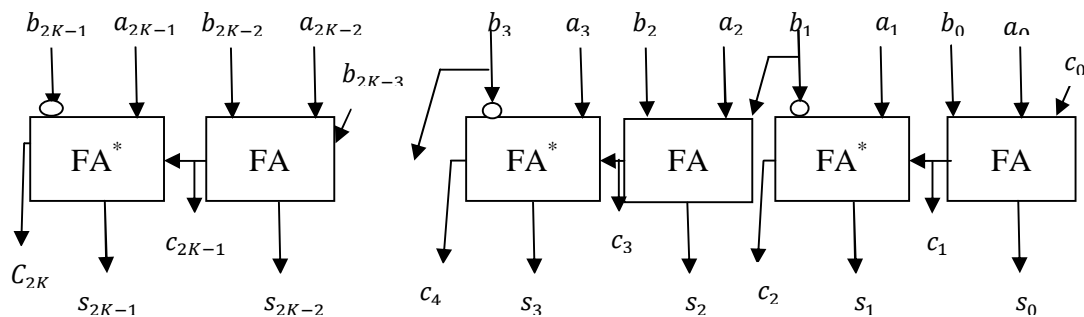 b₂K₋₁ a₂K₋₁ b₂K₋₂ a₂K₋₂ b₃ a₃ b₂ a₂ b₁ a₁ b₀ a₀
b₂K₋₃ c₀
FA* FA FA* FA FA* FA
c₂K₋₁ c₃ c₁
C₂K c₄ c₂
s₂K₋₁ s₂K₋₂ s₃ s₂ s₁ s₀